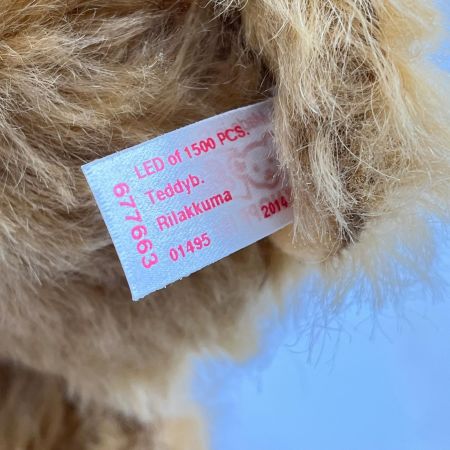 LED of 1500 PCS.
Teddyb.
Rilakkuma
01495
2014
677663